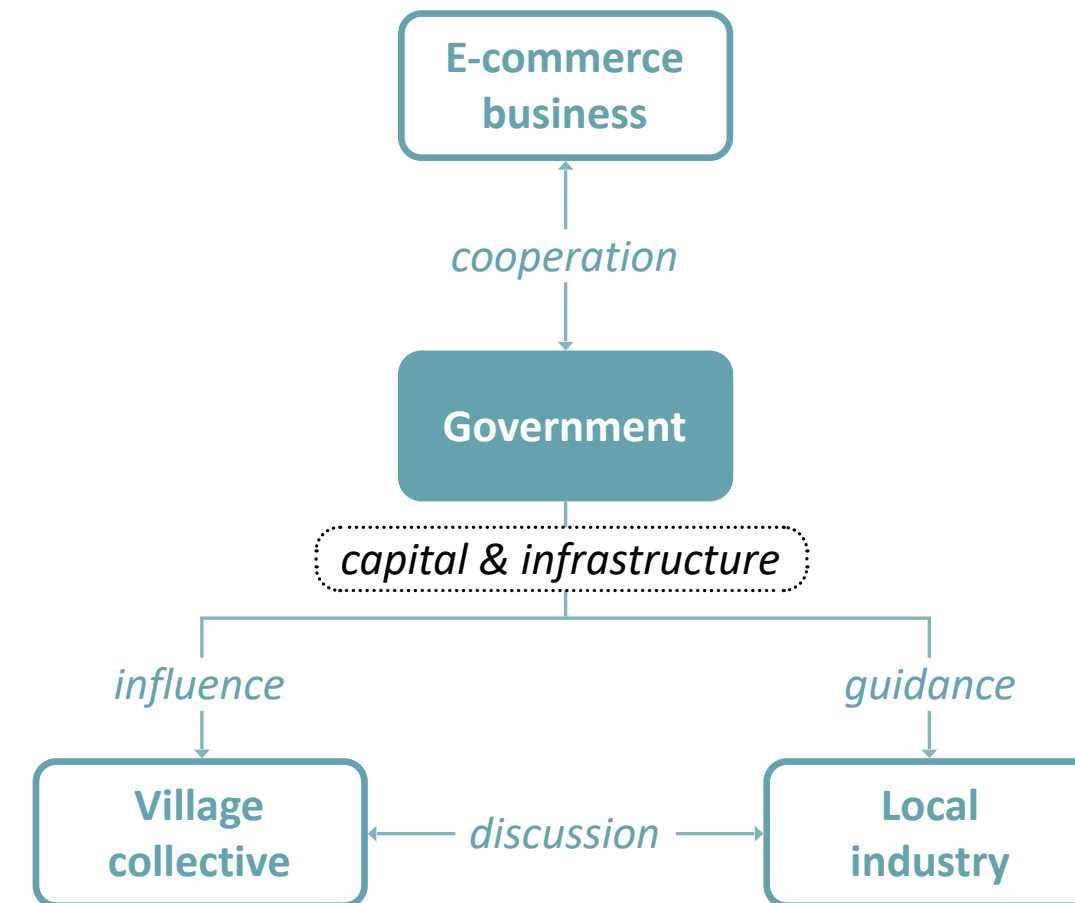 E-commerce
business
cooperation
Government
capital & infrastructure
influence
guidance
Village
collective
discussion
Local
industry